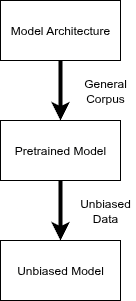 Model Architecture
General
Corpus
Pretrained Model
Unbiased
Data
Unbiased Model